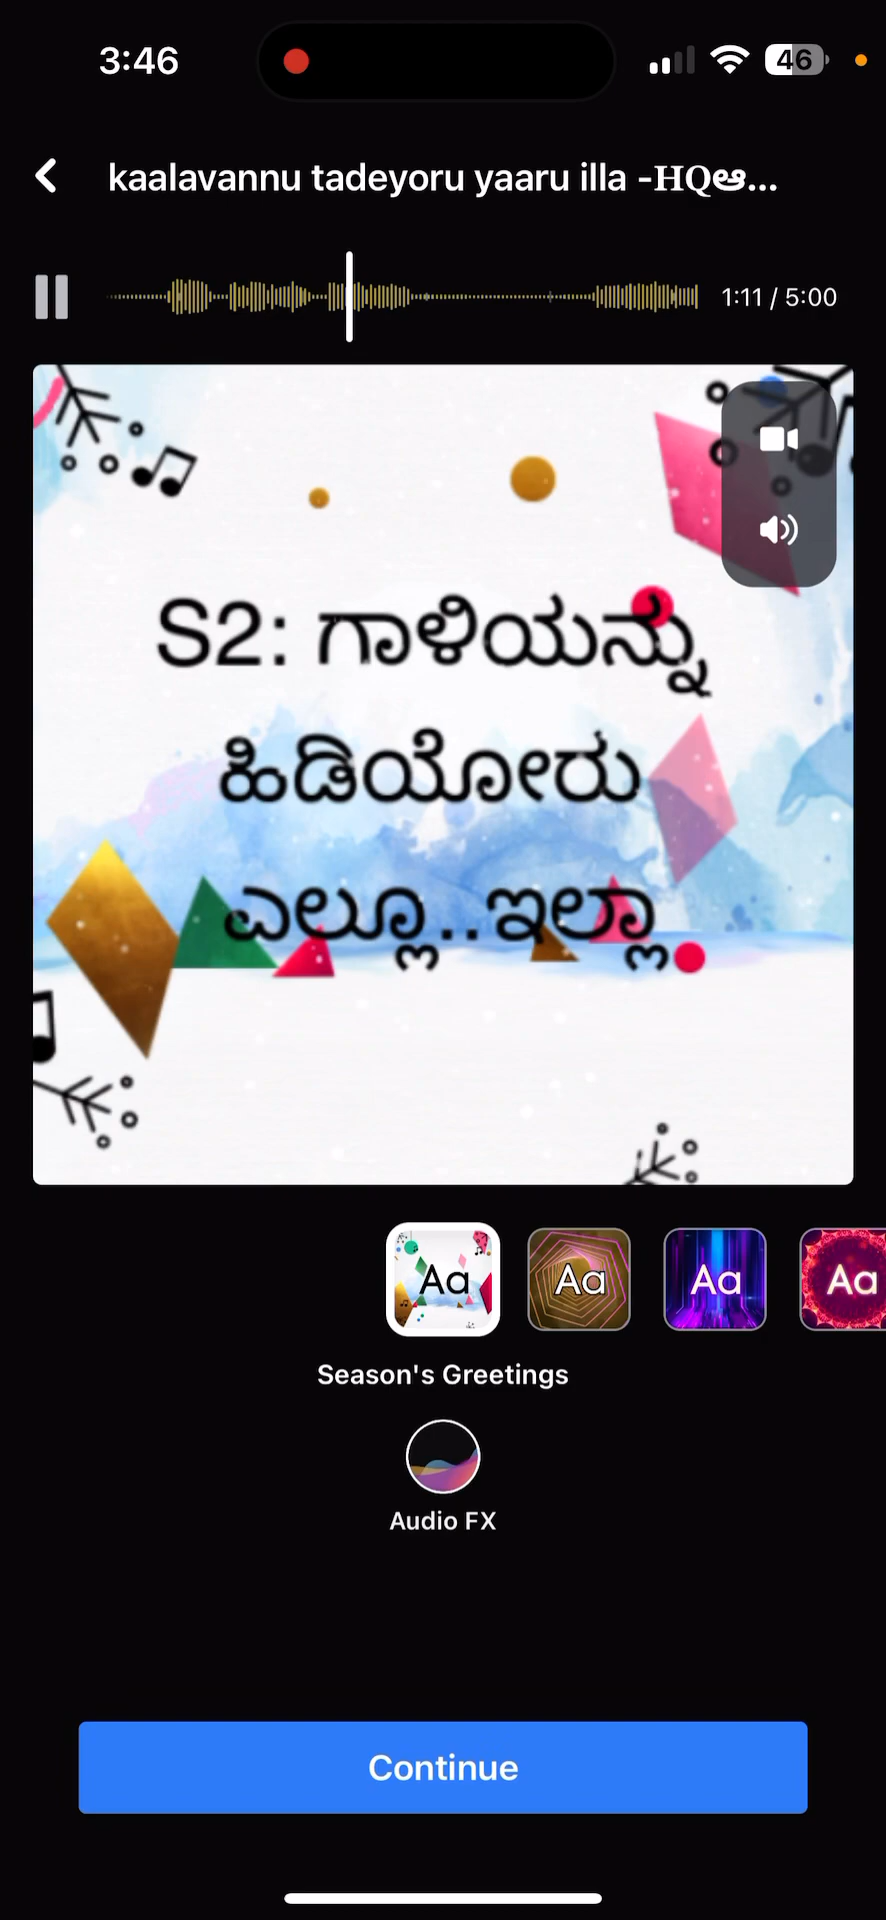 3:46
46
kaalavannu tadeyoru yaaru illa -HQಆ...
1:11 / 5:00
S2: ಗಾಳಿಯನ್ನು
ಹಿಡಿಯೋರು
ಎಲ್ಲೂ..ಇಲ್ಲಾ
Aa
Aa
Aa
Aa
Season's Greetings
Audio FX
Continue